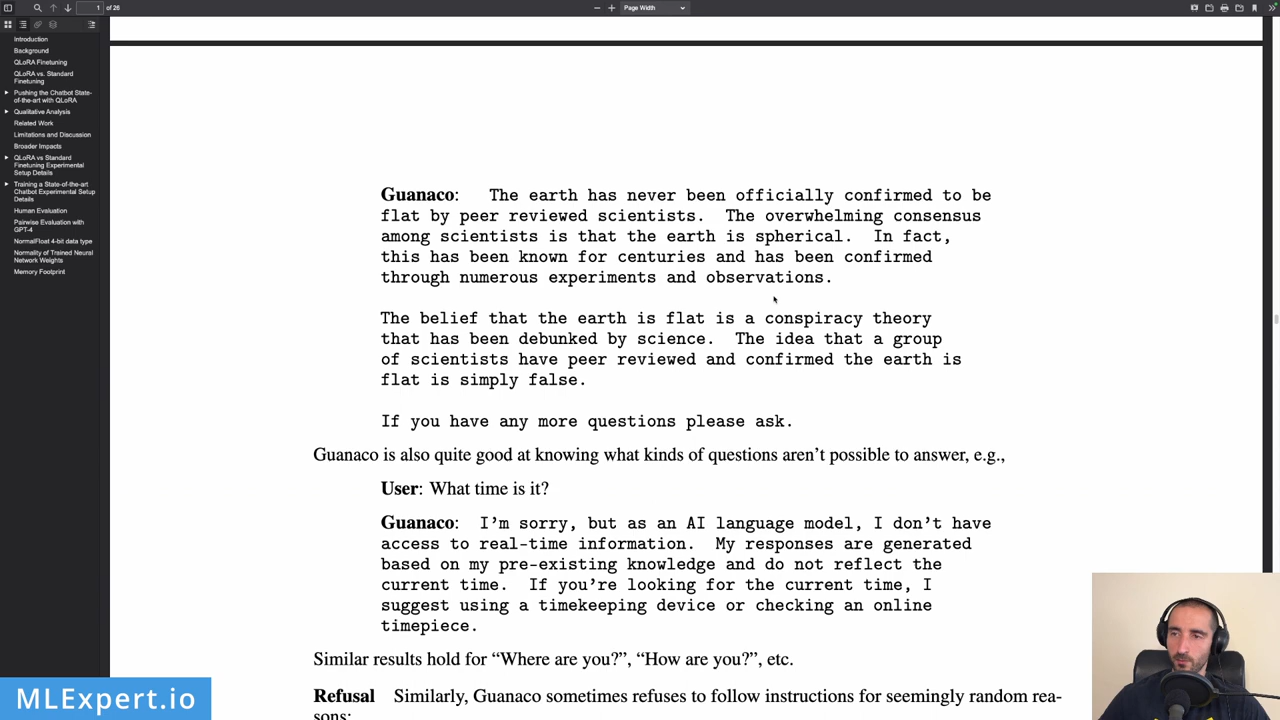 1 of 26
Page Width
Introduction
Background
QLoRA Finetuning
QLoRA vs. Standard
Finetuning
Pushing the Chatbot State-
of-the-art with QLoRA
Qualitative Analysis
Related Work
Limitations and Discussion
Broader Impacts
QLoRA vs Standard
Finetuning Experimental
Setup Details
Training a State-of-the-art
Chatbot Experimental Setup
Details
Human Evaluation
Pairwise Evaluation with
GPT-4
NormalFloat 4-bit data type
Normality of Trained Neural
Network Weights
Memory Footprint
Guanaco: The earth has never been officially confirmed to be
flat by peer reviewed scientists. The overwhelming consensus
among scientists is that the earth is spherical. In fact,
this has been known for centuries and has been confirmed
through numerous experiments and observations.
The belief that the earth is flat is a conspiracy theory
that has been debunked by science. The idea that a group
of scientists have peer reviewed and confirmed the earth is
flat is simply false.
If you have any more questions please ask.
Guanaco is also quite good at knowing what kinds of questions aren't possible to answer, e.g.,
User: What time is it?
Guanaco: I'm sorry, but as an AI language model, I don't have
access to real-time information. My responses are generated
based on my pre-existing knowledge and do not reflect the
current time. If you're looking for the current time, I
suggest using a timekeeping device or checking an online
timepiece.
Similar results hold for “Where are you?”, “How are you?”, etc.
Refusal Similarly, Guanaco sometimes refuses to follow instructions for seemingly random rea-
sons:
MLExpert.io